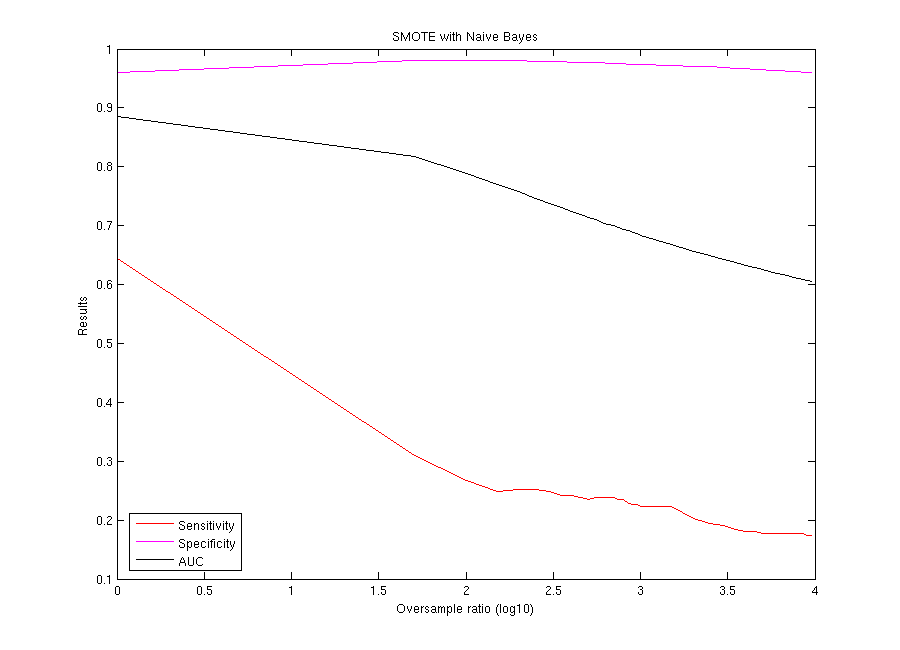 SMOTE with Naive Bayes
1
0.9
0.8
0.7
0.6
0.5
0.4
0.3
0.2
0.1
Results
Sensitivity
Specificity
AUC
0 0.5 1 1.5 2 2.5 3 3.5 4
Oversample ratio (log10)